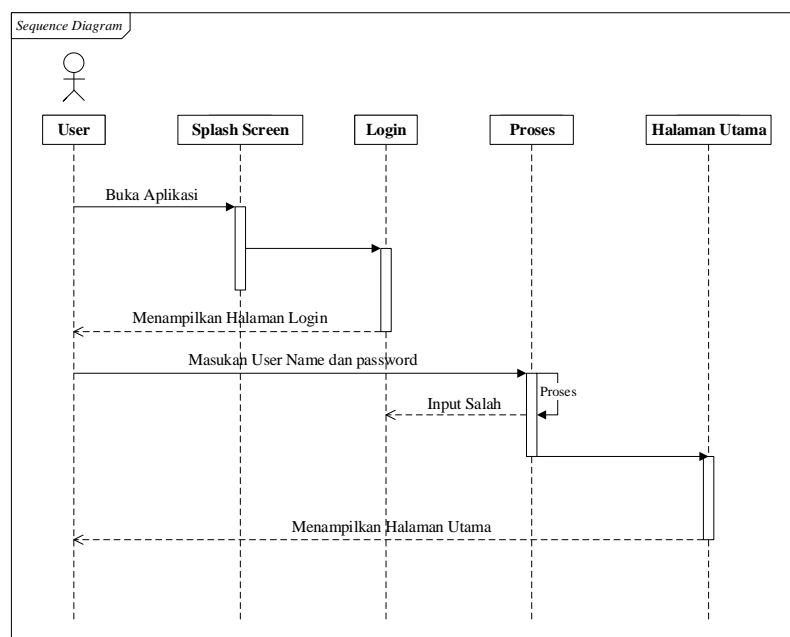 Sequence Diagram
User
Splash Screen
Login
Proses
Halaman Utama
Buka Aplikasi
Menampilkan Halaman Login
Masukan User Name dan password
Proses
Input Salah
Menampilkan Halaman Utama